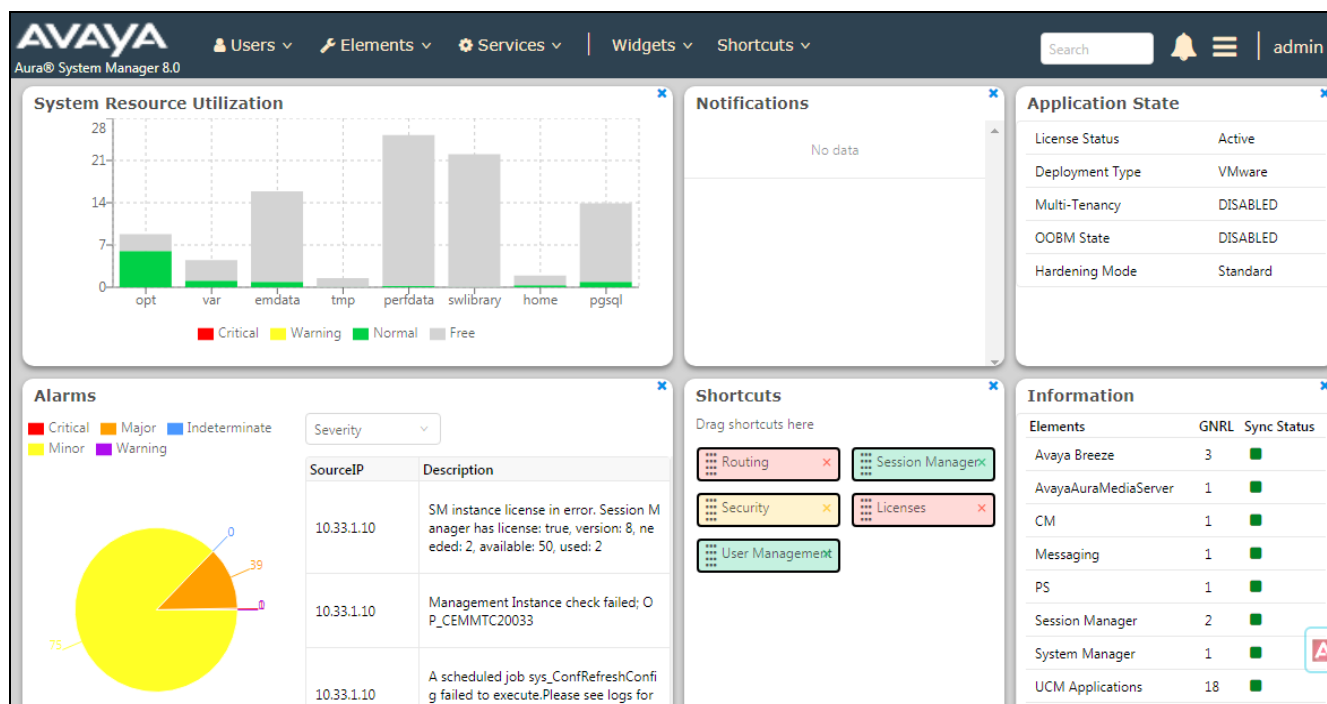 AVAYA
Aura® System Manager 8.0
Users
Elements
Services
Widgets
Shortcuts
Search
admin
System Resource Utilization
28
21
14
7
0
opt var emdata tmp perfdata swlibrary home pgsql
Critical Warning Normal Free
Notifications
No data
Application State
License Status Active
Deployment Type VMware
Multi-Tenancy DISABLED
OOBM State DISABLED
Hardening Mode Standard
Alarms
Critical Major Indeterminate
Minor Warning
0
39
0
75
Severity
SourceIP Description
10.33.1.10
SM instance license in error. Session M
anager has license: true, version: 8, ne
eded: 2, available: 50, used: 2
10.33.1.10
Management Instance check failed; O
P_CEMMTC20033
10.33.1.10
A scheduled job sys_ConfRefreshConfi
g failed to execute.Please see logs for
Shortcuts
Drag shortcuts here
Routing
Session Manager
Security
Licenses
User Management
Information
Elements GNRL Sync Status
Avaya Breeze 3
AvayaAuraMediaServer 1
CM 1
Messaging 1
PS 1
Session Manager 2
System Manager 1
UCM Applications 18